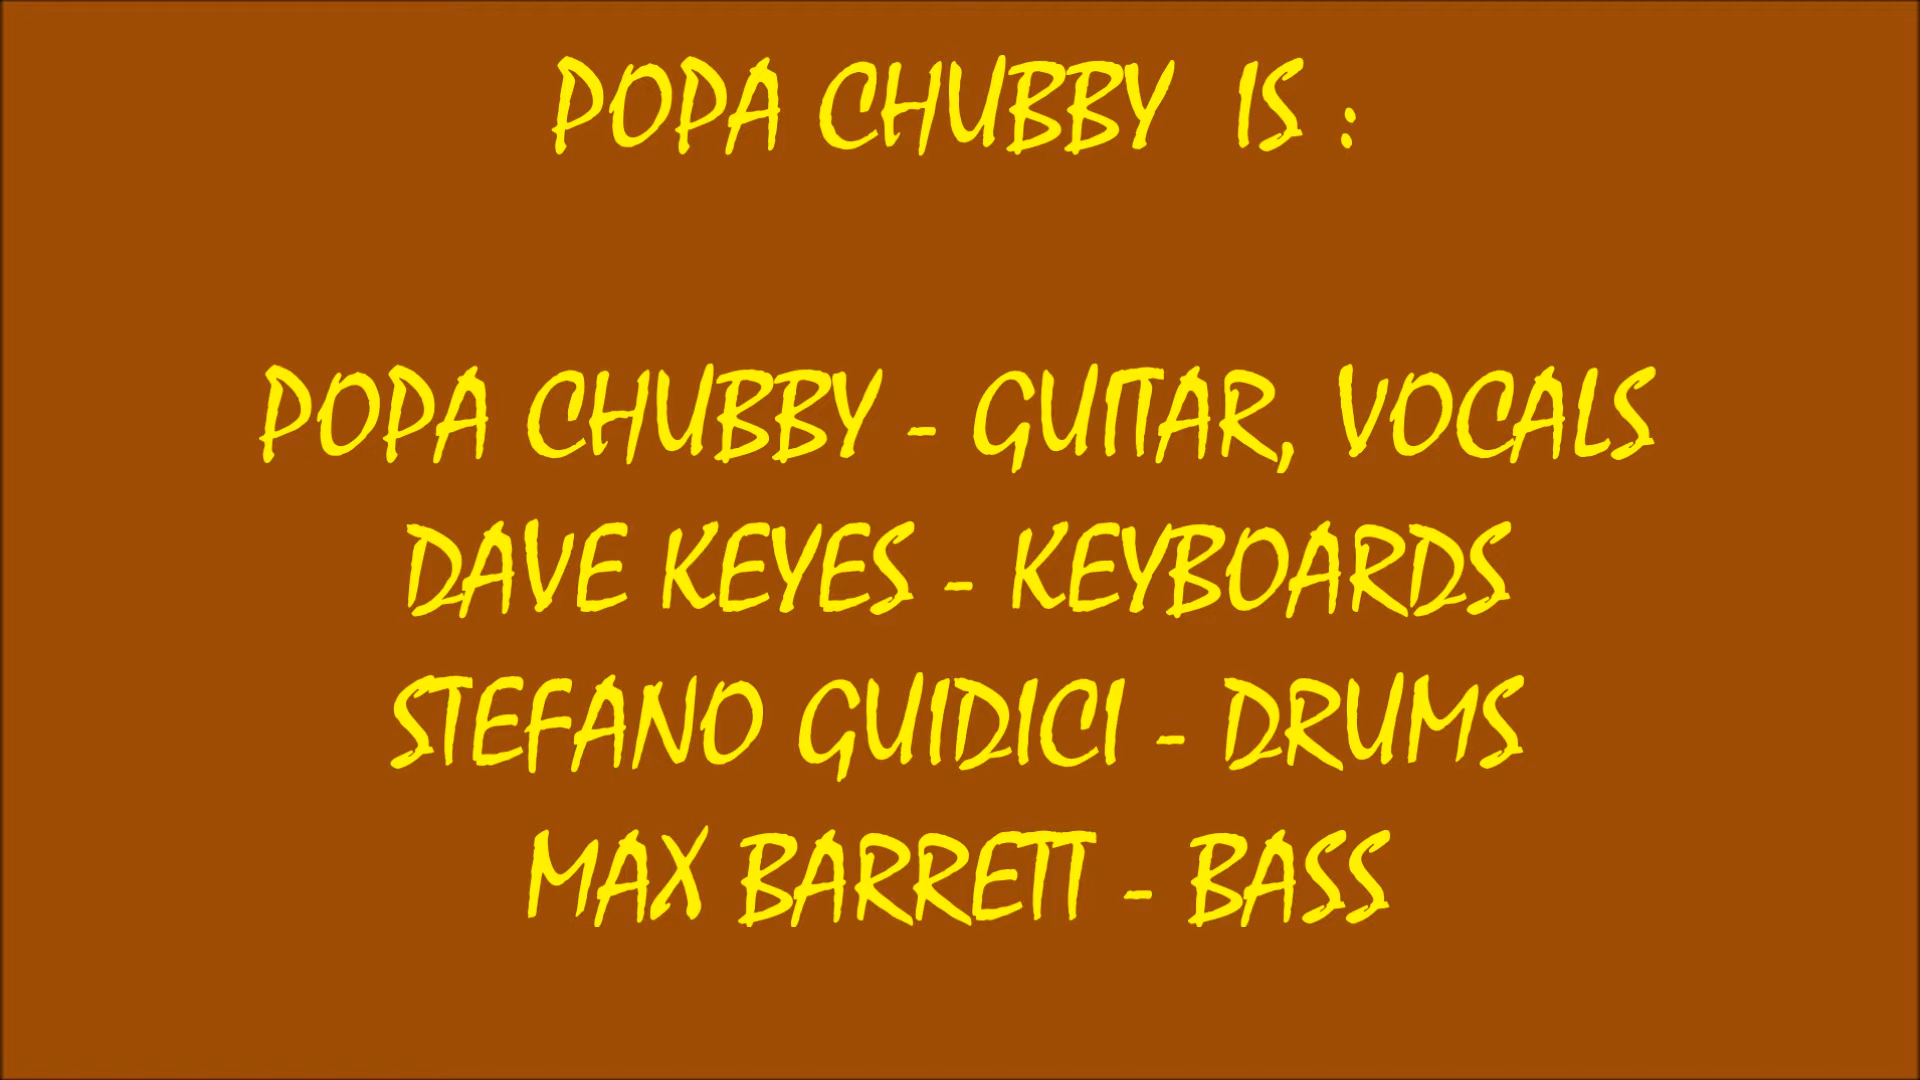 POPA CHUBBY IS :
POPA CHUBBY - GUITAR, VOCALS
DAVE KEYES - KEYBOARDS
STEFANO GUIDICI - DRUMS
MAX BARRETT - BASS